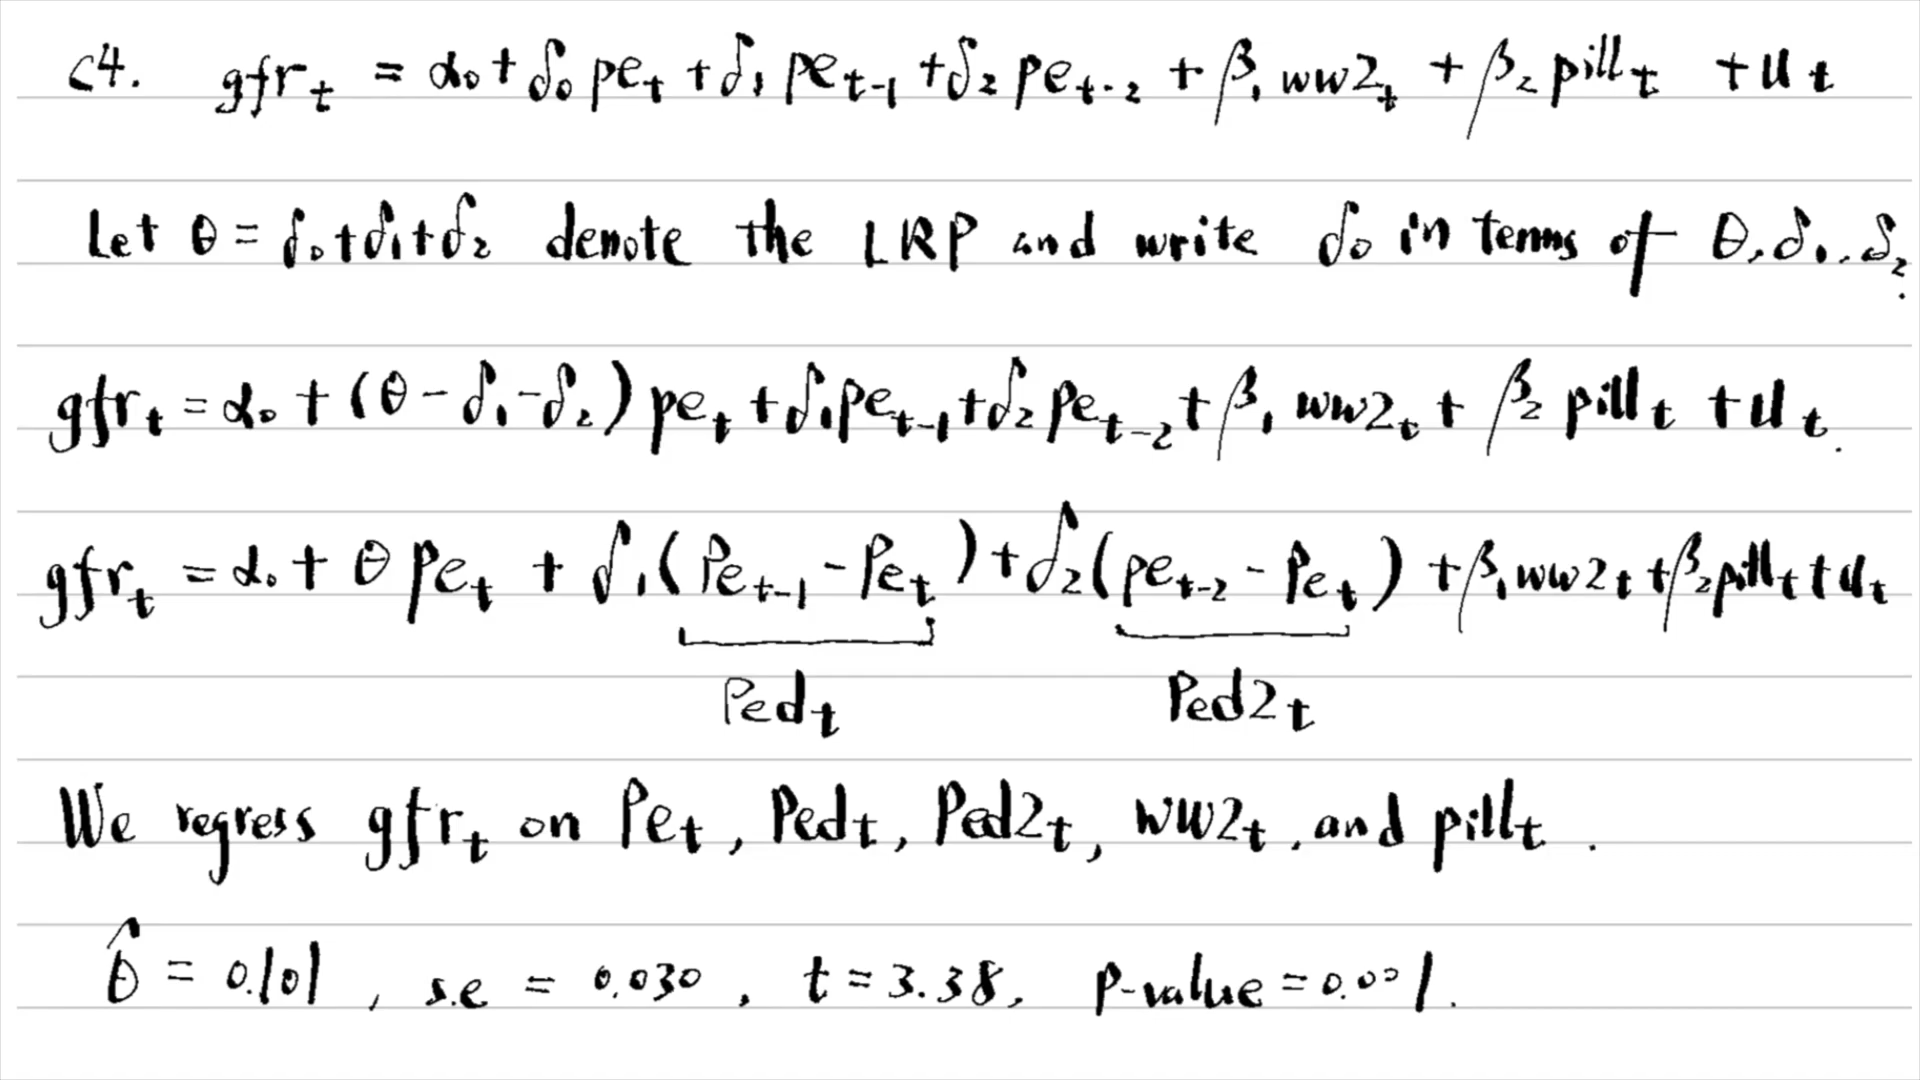 C4. gfr_t = α₀ + δ₀ pe_t + δ₁ pe_{t-1} + δ₂ pe_{t-2} + β₁ ww2_t + β₂ pill_t + u_t
Let θ = δ₀ + δ₁ + δ₂ denote the LRP and write δ₀ in terms of θ, δ₁, δ₂.
gfr_t = α₀ + (θ - δ₁ - δ₂) pe_t + δ₁ pe_{t-1} + δ₂ pe_{t-2} + β₁ ww2_t + β₂ pill_t + u_t.
gfr_t = α₀ + θ pe_t + δ₁ (Pe_{t-1} - Pe_t) + δ₂ (pe_{t-2} - Pe_t) + β₁ ww2_t + β₂ pill_t + u_t
Ped_t Ped2_t
We regress gfr_t on Pe_t, Ped_t, Ped2_t, ww2_t, and pill_t.
θ̂ = 0.101, s.e = 0.030, t = 3.38, p-value = 0.001.